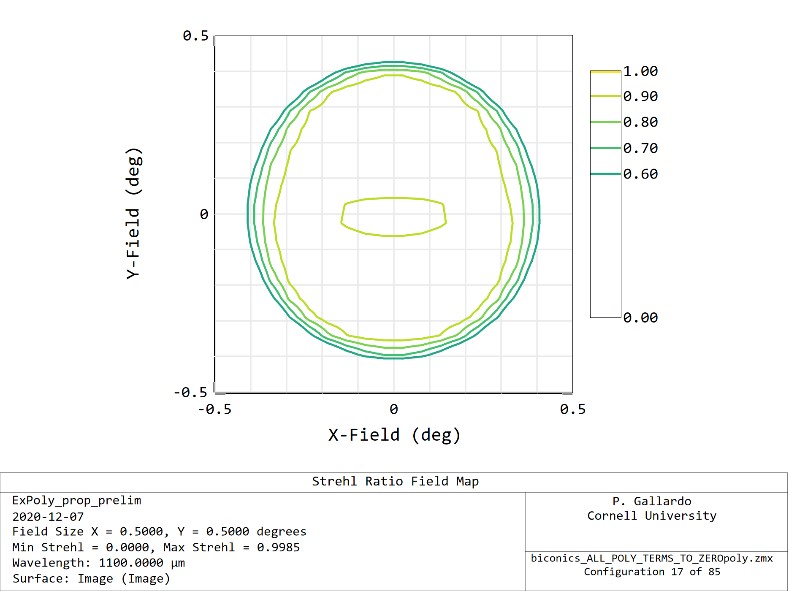 0.5
0
-0.5
Y-Field (deg)
-0.5
0
0.5
X-Field (deg)
1.00
0.90
0.80
0.70
0.60
0.00
Strehl Ratio Field Map
ExPoly_prop_prelim
2020-12-07
Field Size X = 0.5000, Y = 0.5000 degrees
Min Strehl = 0.0000, Max Strehl = 0.9985
Wavelength: 1100.0000 µm
Surface: Image (Image)
P. Gallardo
Cornell University
biconics_ALL_POLY_TERMS_TO_ZEROpoly.zmx
Configuration 17 of 85